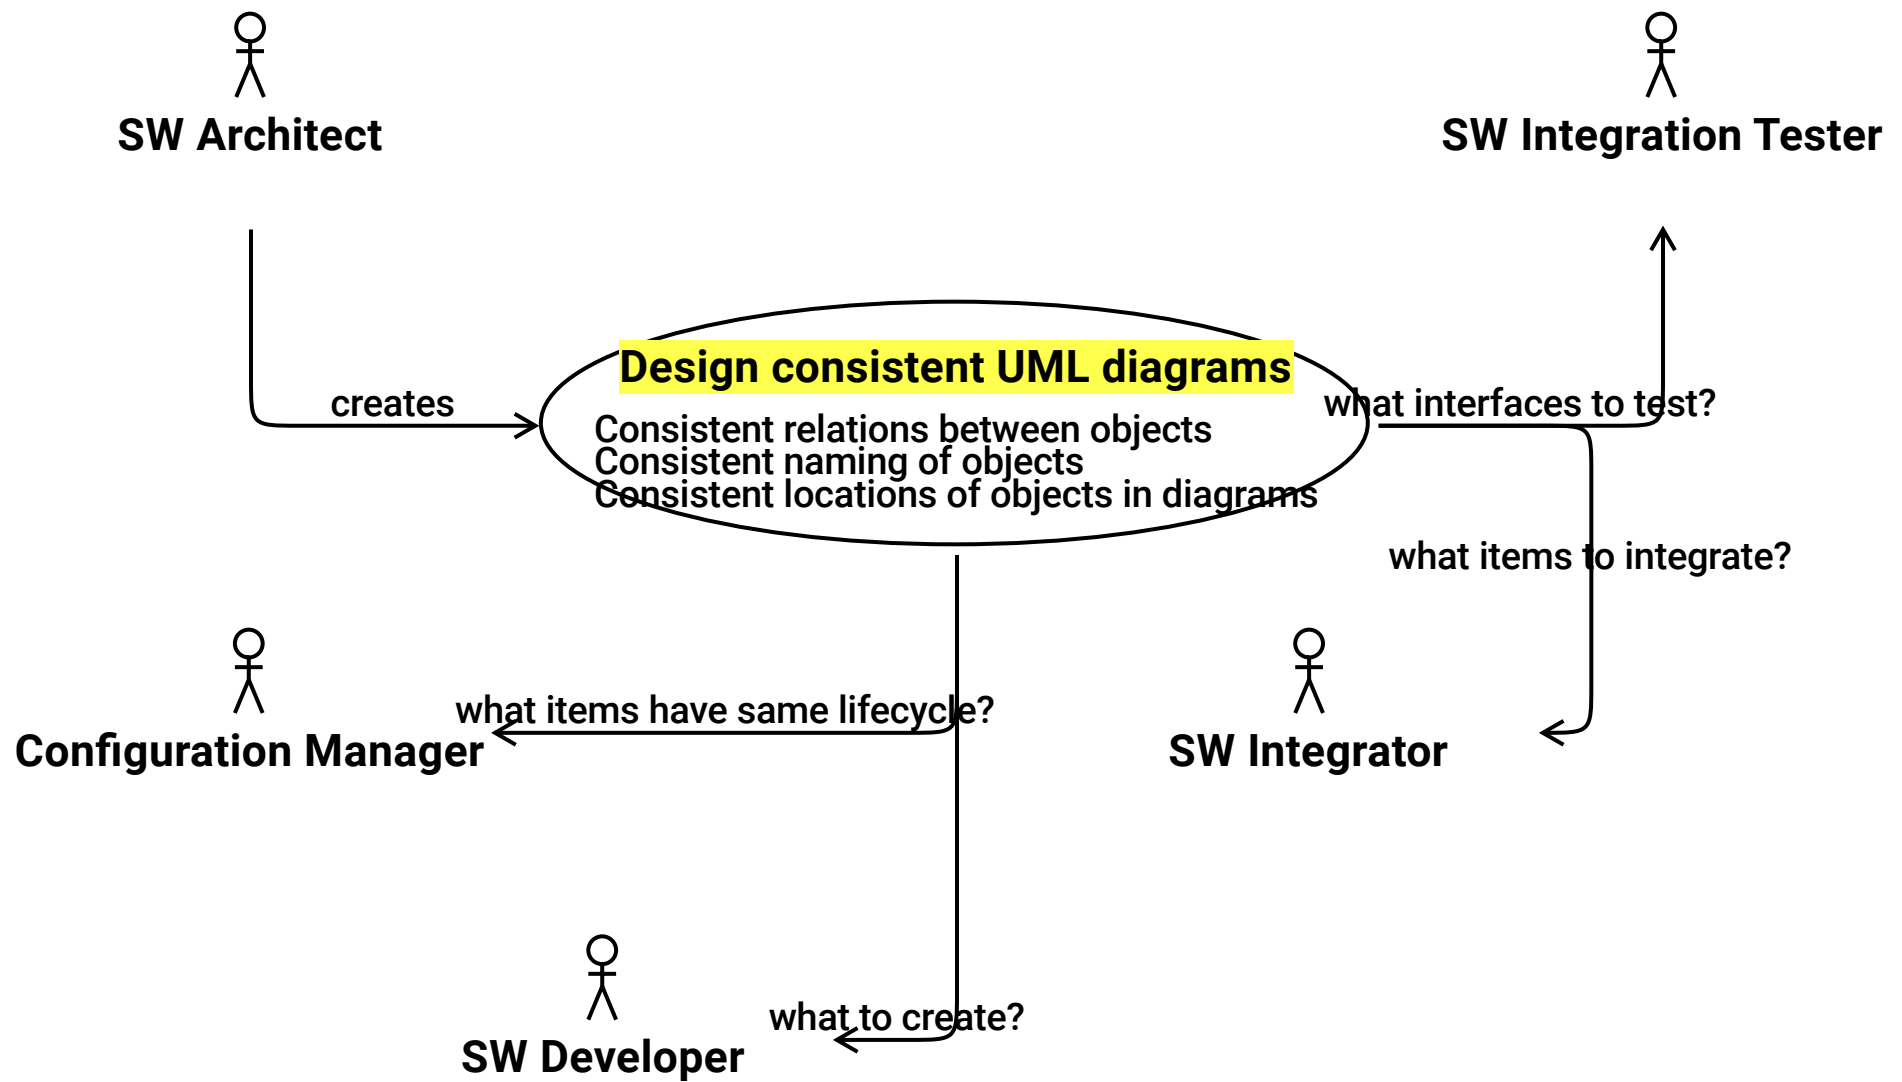 SW Architect
SW Integration Tester
creates
Design consistent UML diagrams
Consistent relations between objects
Consistent naming of objects
Consistent locations of objects in diagrams
what interfaces to test?
what items to integrate?
what items have same lifecycle?
Configuration Manager
SW Integrator
what to create?
SW Developer